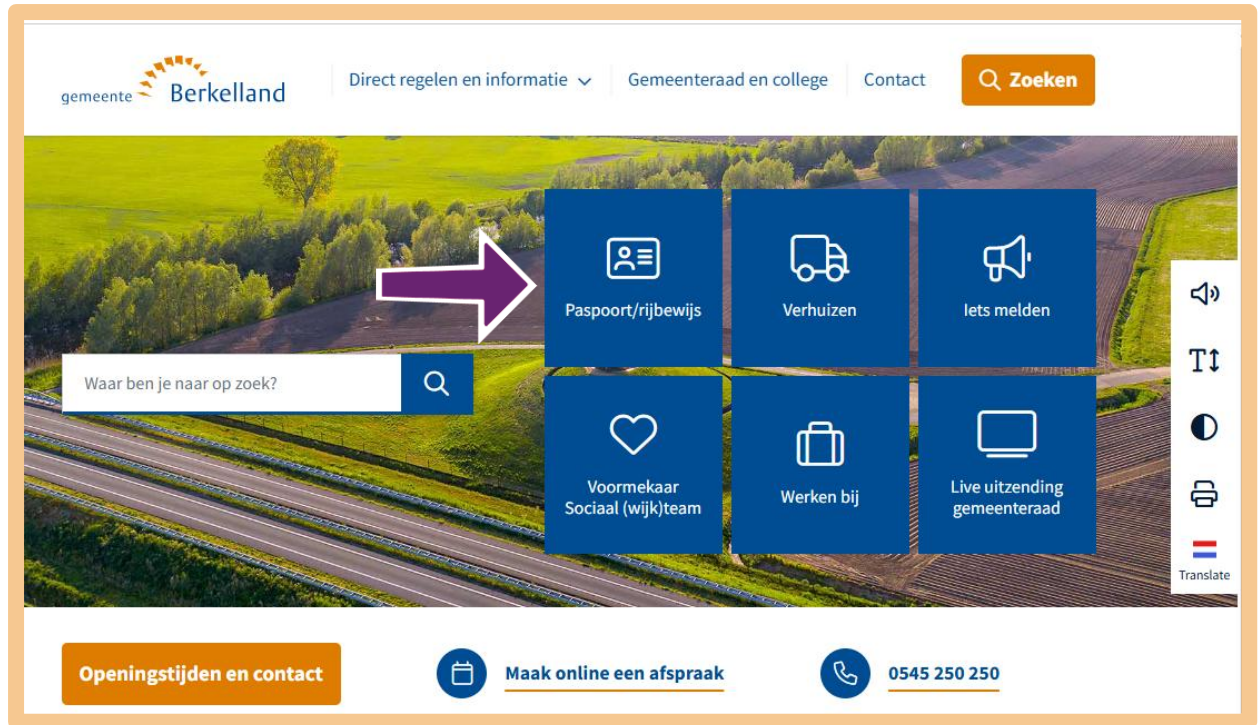 gemeente Berkelland
Direct regelen en informatie
Gemeenteraad en college
Contact
Zoeken
Waar ben je naar op zoek?
Paspoort/rijbewijs
Verhuizen
Iets melden
Voormekaar
Sociaal (wijk)team
Werken bij
Live uitzending
gemeenteraad
T
Translate
Openingstijden en contact
Maak online een afspraak
0545 250 250